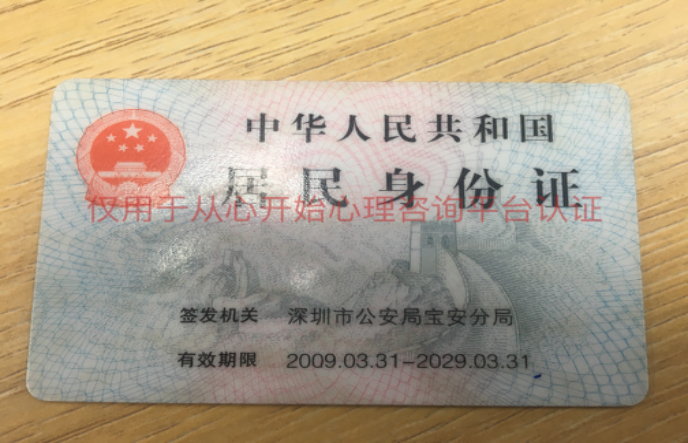 中华人民共和国
居民身份证
仅用于从心开始心理咨询平台认证
签发机关 深圳市公安局宝安分局
有效期限 2009.03.31-2029.03.31